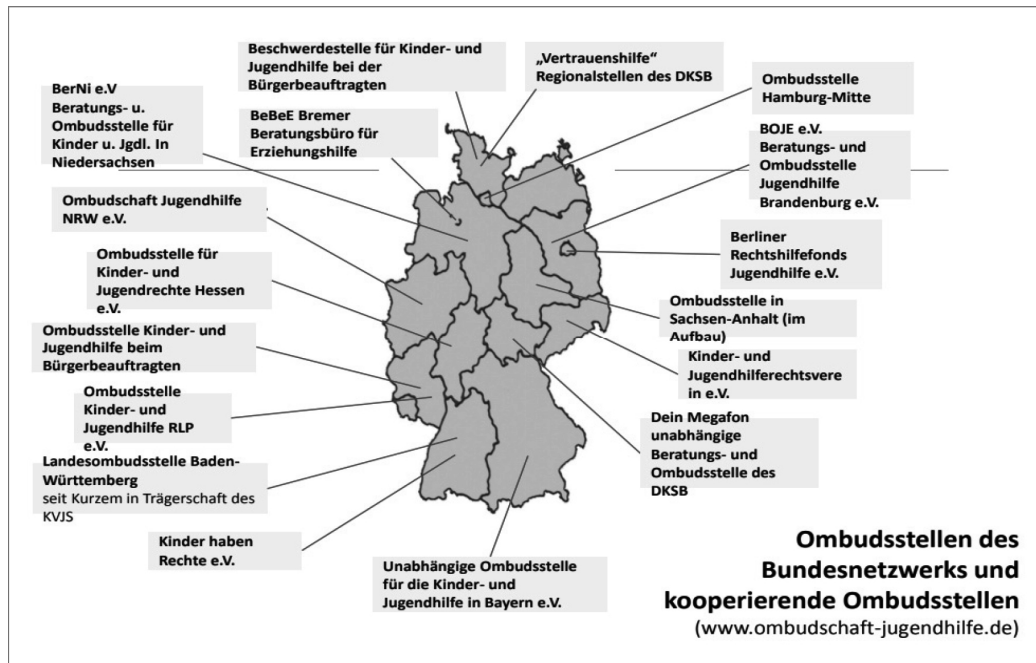 Beschwerdestelle für Kinder- und
Jugendhilfe bei der
Bürgerbeauftragten
„Vertrauenshilfe“
Regionalstellen des DKSB
Ombudsstelle
Hamburg-Mitte
BerNi e.V
Beratungs- u.
Ombudsstelle für
Kinder u. Jgdl. In
Niedersachsen
BeBeE Bremer
Beratungsbüro für
Erziehungshilfe
BOJE e.V.
Beratungs- und
Ombudsstelle
Jugendhilfe
Brandenburg e.V.
Ombudschaft Jugendhilfe
NRW e.V.
Berliner
Rechtshilfefonds
Jugendhilfe e.V.
Ombudsstelle für
Kinder- und
Jugendrechte Hessen
e.V.
Ombudsstelle in
Sachsen-Anhalt (im
Aufbau)
Ombudsstelle Kinder- und
Jugendhilfe beim
Bürgerbeauftragten
Kinder- und
Jugendhilferechtsvere
in e.V.
Ombudsstelle
Kinder- und
Jugendhilfe RLP
e.V.
Dein Megafon
unabhängige
Beratungs- und
Ombudsstelle des
DKSB
Landesombudsstelle Baden-
Württemberg
seit Kurzem in Trägerschaft des
KVJS
Kinder haben
Rechte e.V.
Unabhängige Ombudsstelle
für die Kinder- und
Jugendhilfe in Bayern e.V.
Ombudsstellen des
Bundesnetzwerks und
kooperierende Ombudsstellen
(www.ombudschaft-jugendhilfe.de)